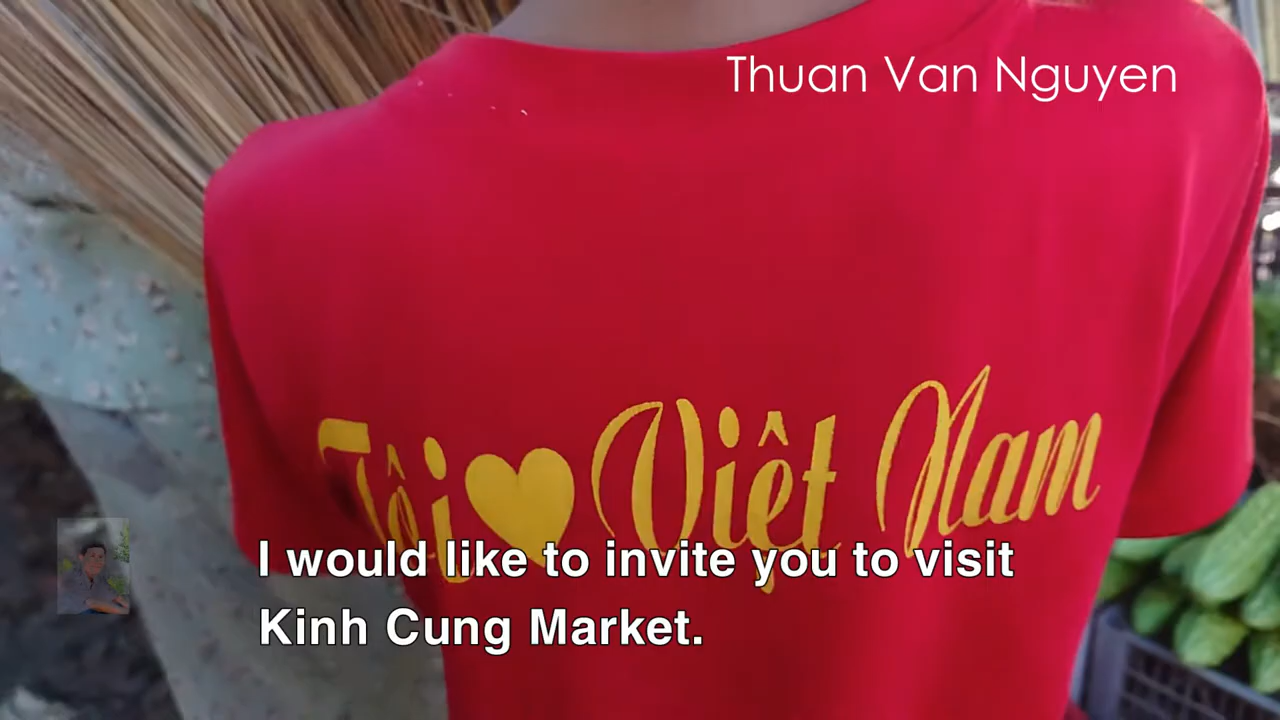 Thuan Van Nguyen
Tôi ♥ Việt Nam
I would like to invite you to visit
Kinh Cung Market.